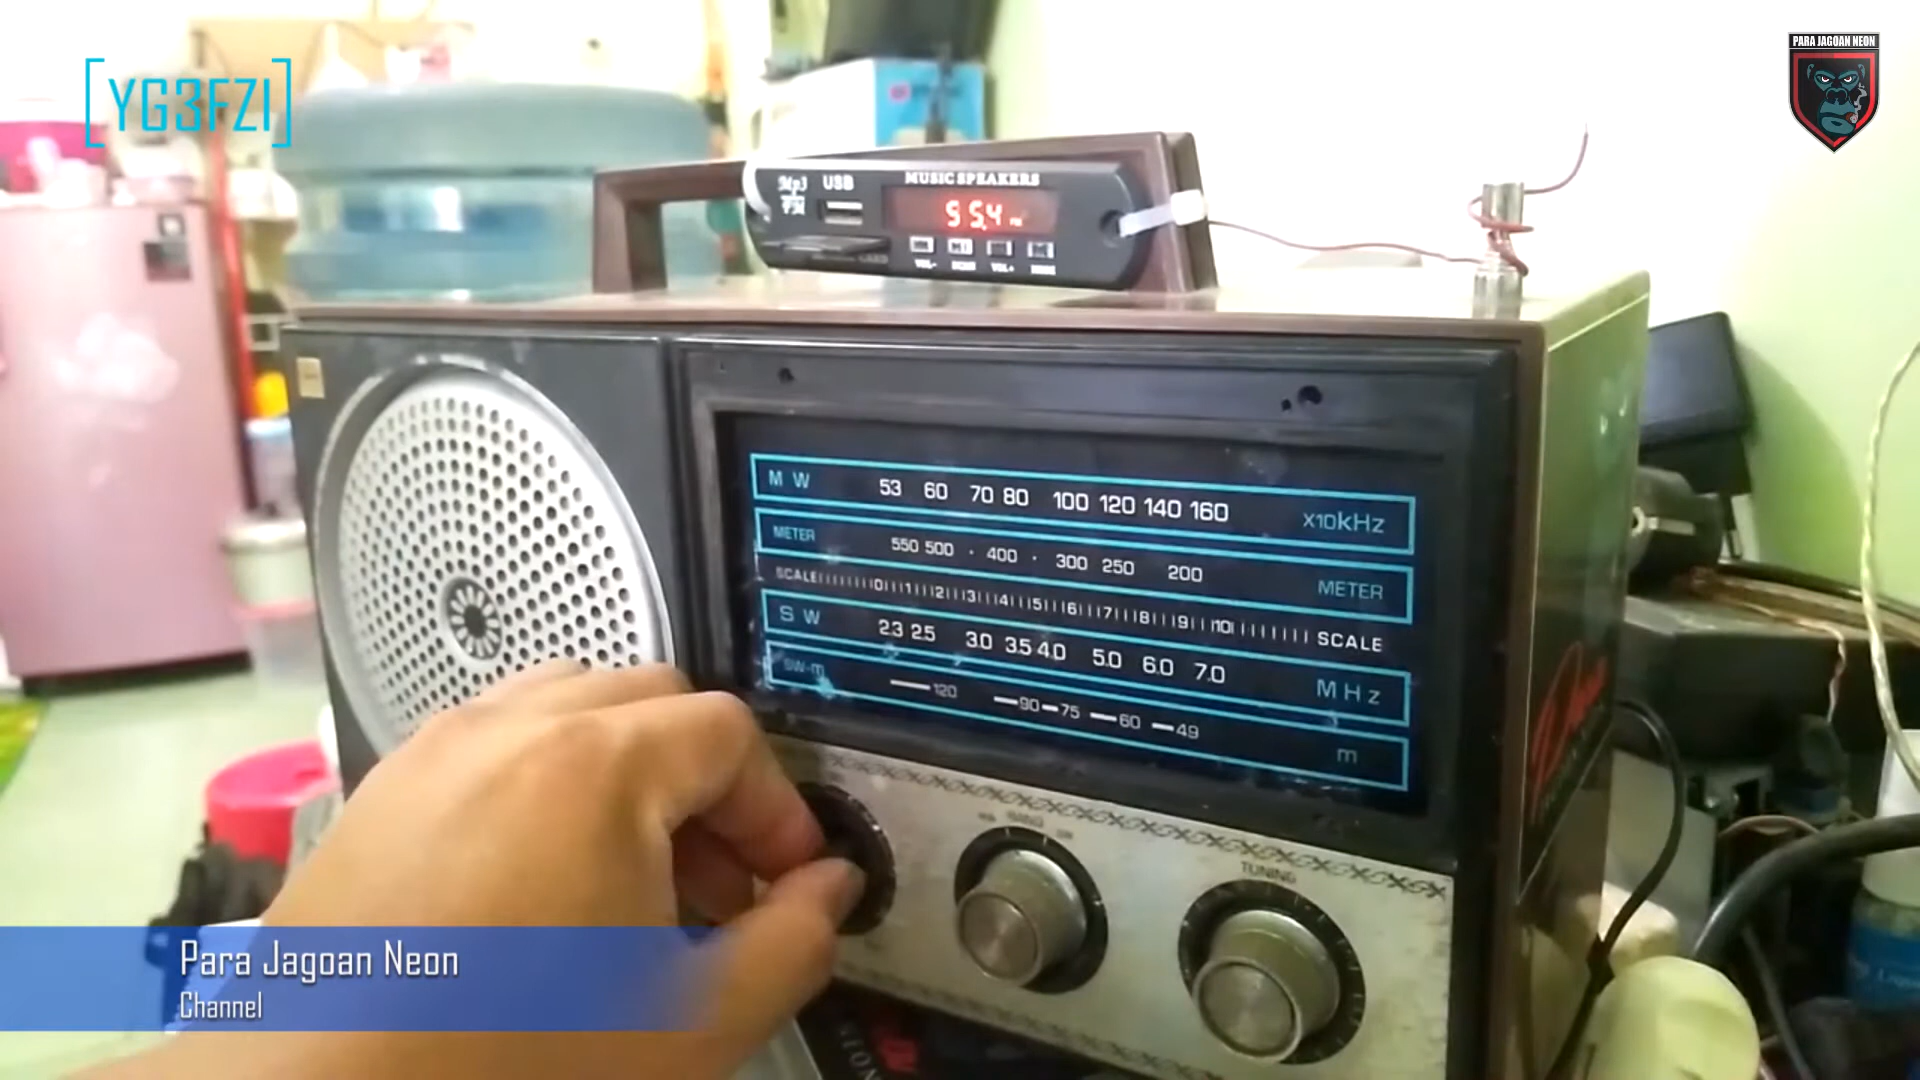 [YG3FZI]
PARA JAGOAN NEON
Mp3
FM
USB
MUSIC SPEAKERS
55.4
VOL-
VOL+
M W 53 60 70 80 100 120 140 160 X10kHz
METER 550 500 · 400 · 300 250 200 METER
SCALE 0 1 2 3 4 5 6 7 8 9 10 SCALE
S W 2.3 2.5 3.0 3.5 4.0 5.0 6.0 7.0 MHz
SW-m 120 90 75 60 49 m
BAND
TUNING
Para Jagoan Neon
Channel